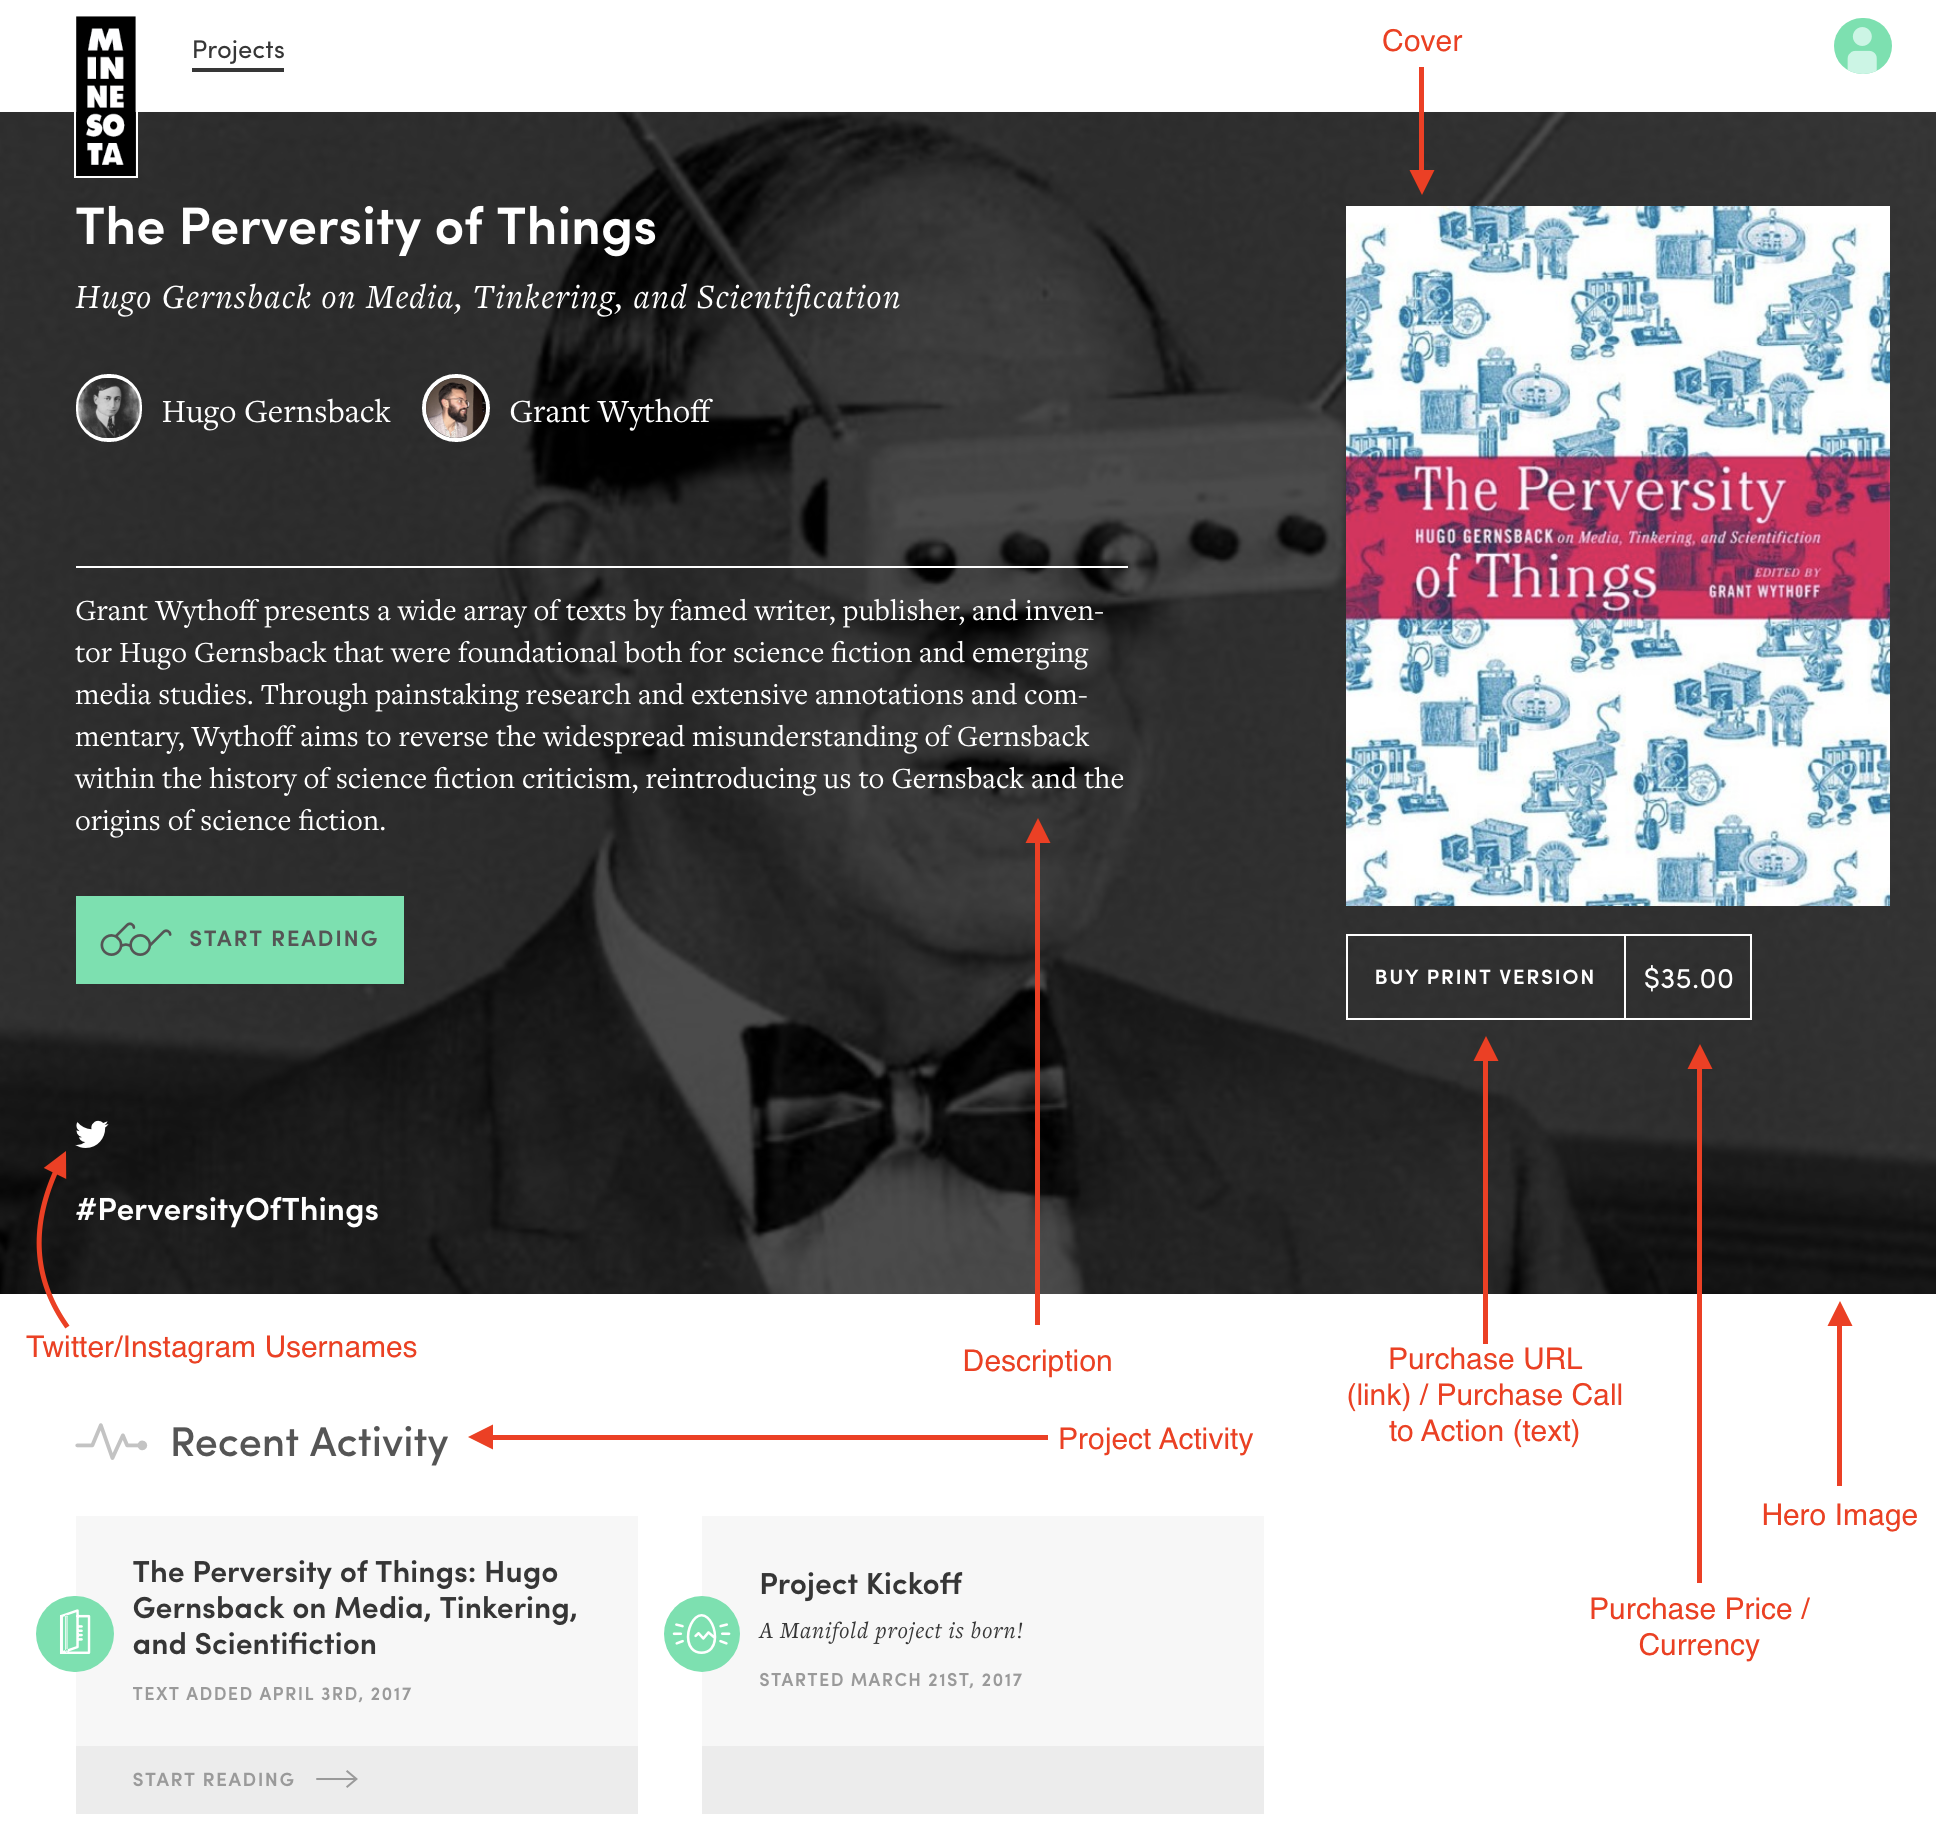 MINNESOTA
Projects
Cover
The Perversity of Things
Hugo Gernsback on Media, Tinkering, and Scientification
Hugo Gernsback
Grant Wythoff
Grant Wythoff presents a wide array of texts by famed writer, publisher, and inven-
tor Hugo Gernsback that were foundational both for science fiction and emerging
media studies. Through painstaking research and extensive annotations and com-
mentary, Wythoff aims to reverse the widespread misunderstanding of Gernsback
within the history of science fiction criticism, reintroducing us to Gernsback and the
origins of science fiction.
START READING
The Perversity
HUGO GERNSBACK on Media, Tinkering, and Scientifiction
of Things
EDITED BY
GRANT WYTHOFF
BUY PRINT VERSION
$35.00
#PerversityOfThings
Twitter/Instagram Usernames
Description
Purchase URL
(link) / Purchase Call
to Action (text)
Recent Activity
Project Activity
Hero Image
Purchase Price /
Currency
The Perversity of Things: Hugo
Gernsback on Media, Tinkering,
and Scientifiction
TEXT ADDED APRIL 3RD, 2017
START READING
Project Kickoff
A Manifold project is born!
STARTED MARCH 21ST, 2017